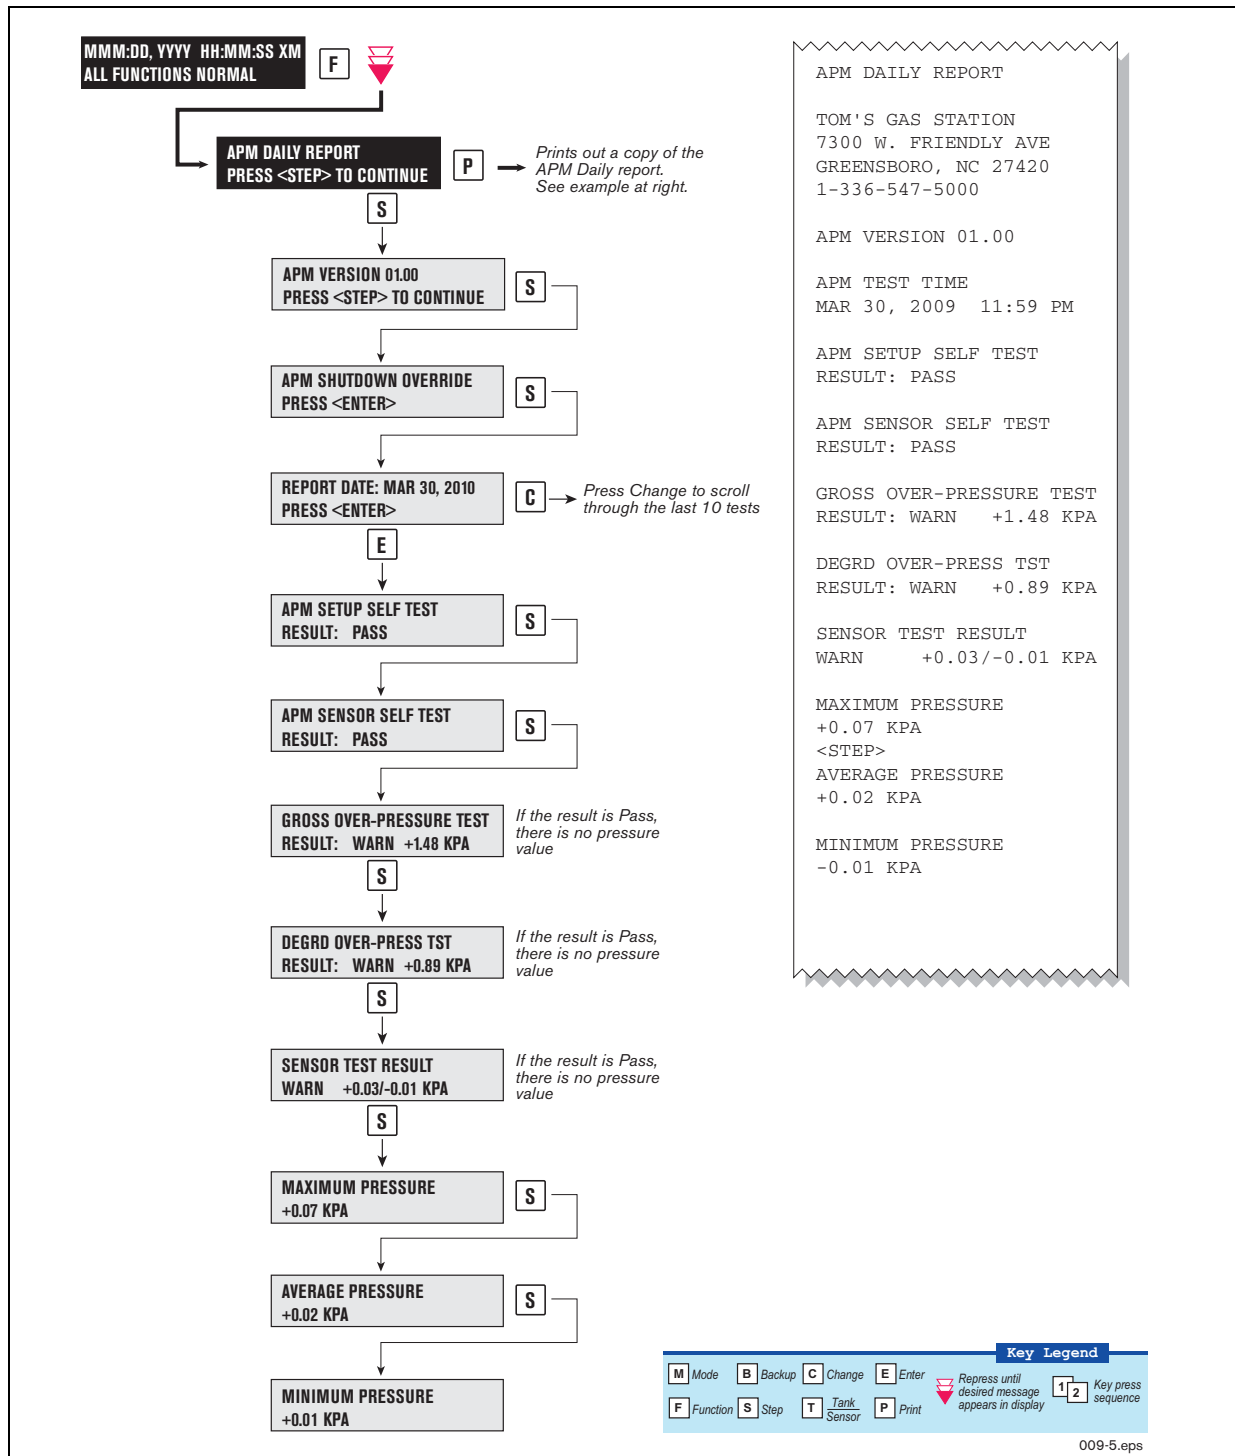 MMM:DD, YYYY HH:MM:SS XM
ALL FUNCTIONS NORMAL
F
APM DAILY REPORT
PRESS <STEP> TO CONTINUE
P
Prints out a copy of the
APM Daily report.
See example at right.
S
APM VERSION 01.00
PRESS <STEP> TO CONTINUE
S
APM SHUTDOWN OVERRIDE
PRESS <ENTER>
S
REPORT DATE: MAR 30, 2010
PRESS <ENTER>
C
Press Change to scroll
through the last 10 tests
E
APM SETUP SELF TEST
RESULT: PASS
S
APM SENSOR SELF TEST
RESULT: PASS
S
GROSS OVER-PRESSURE TEST
RESULT: WARN +1.48 KPA
If the result is Pass,
there is no pressure
value
S
DEGRD OVER-PRESS TST
RESULT: WARN +0.89 KPA
If the result is Pass,
there is no pressure
value
S
SENSOR TEST RESULT
WARN +0.03/-0.01 KPA
If the result is Pass,
there is no pressure
value
S
MAXIMUM PRESSURE
+0.07 KPA
S
AVERAGE PRESSURE
+0.02 KPA
S
MINIMUM PRESSURE
+0.01 KPA
APM DAILY REPORT
TOM'S GAS STATION
7300 W. FRIENDLY AVE
GREENSBORO, NC 27420
1-336-547-5000
APM VERSION 01.00
APM TEST TIME
MAR 30, 2009 11:59 PM
APM SETUP SELF TEST
RESULT: PASS
APM SENSOR SELF TEST
RESULT: PASS
GROSS OVER-PRESSURE TEST
RESULT: WARN +1.48 KPA
DEGRD OVER-PRESS TST
RESULT: WARN +0.89 KPA
SENSOR TEST RESULT
WARN +0.03/-0.01 KPA
MAXIMUM PRESSURE
+0.07 KPA
<STEP>
AVERAGE PRESSURE
+0.02 KPA
MINIMUM PRESSURE
-0.01 KPA
Key Legend
M Mode B Backup C Change E Enter
F Function S Step T Tank Sensor P Print
Repress until
desired message
appears in display
1 2 Key press
sequence
009-5.eps